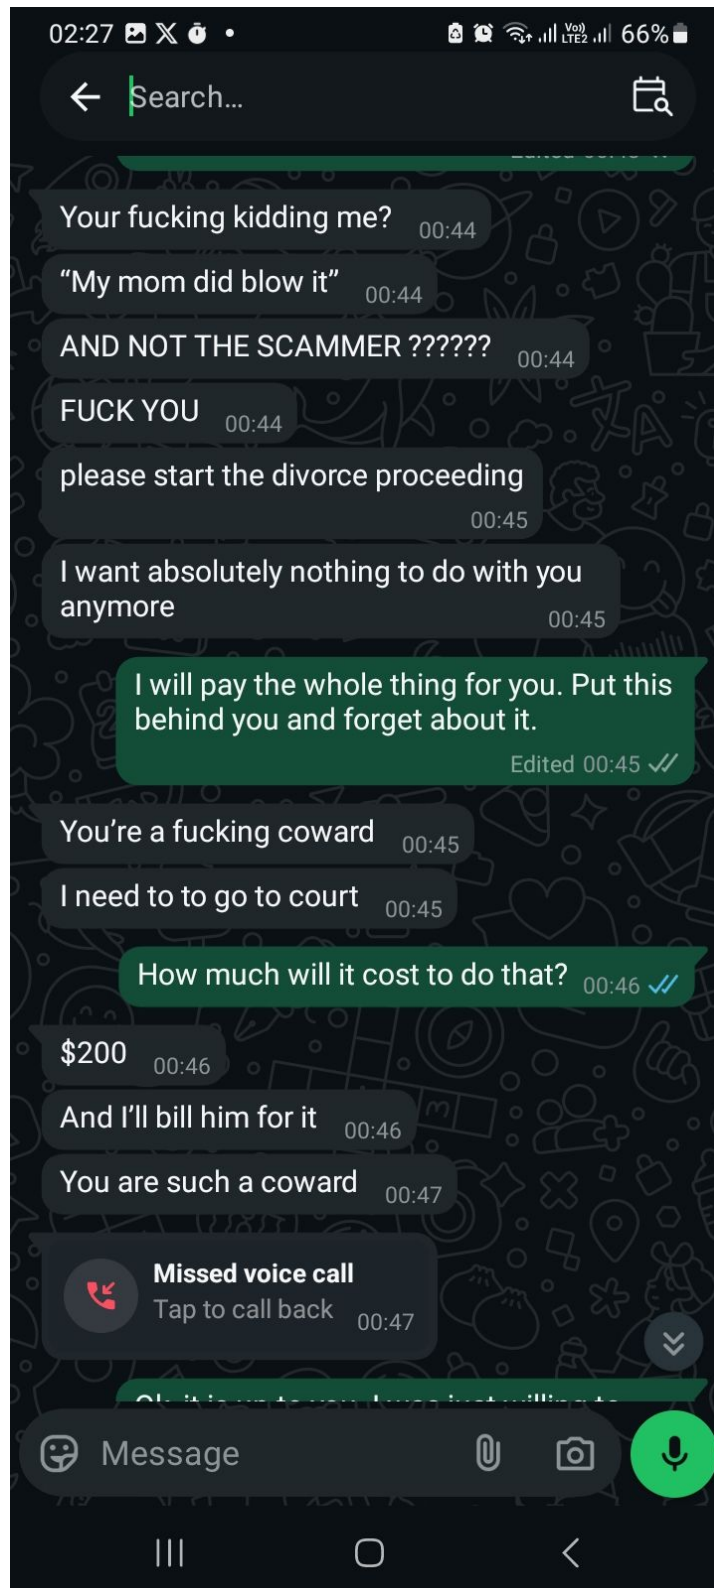 02:27
Vo))
LTE2
66%
Search…
Your fucking kidding me? 00:44
“My mom did blow it” 00:44
AND NOT THE SCAMMER ?????? 00:44
FUCK YOU 00:44
please start the divorce proceeding
00:45
I want absolutely nothing to do with you
anymore 00:45
I will pay the whole thing for you. Put this
behind you and forget about it.
Edited 00:45
You’re a fucking coward 00:45
I need to to go to court 00:45
How much will it cost to do that? 00:46
$200 00:46
And I’ll bill him for it 00:46
You are such a coward 00:47
Missed voice call
Tap to call back 00:47
Message